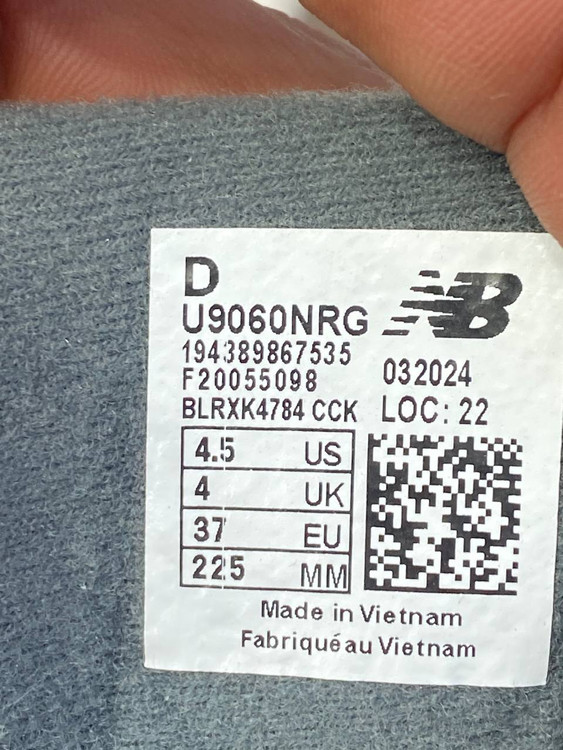 D
U9060NRG
NB
194389867535
F20055098
032024
BLRXK4784 CCK
LOC: 22
4.5 US
4 UK
37 EU
225 MM
Made in Vietnam
Fabriqué au Vietnam